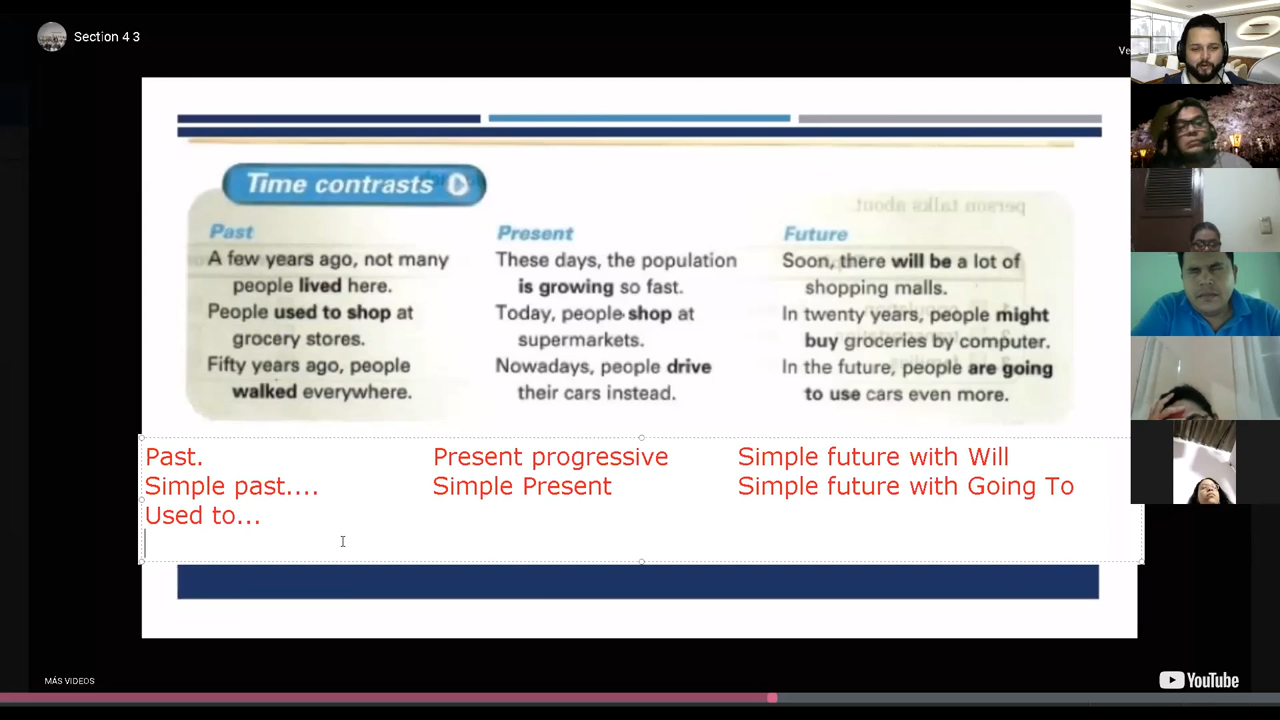 Section 4 3
Time contrasts
person talks about
Past
A few years ago, not many
people lived here.
People used to shop at
grocery stores.
Fifty years ago, people
walked everywhere.
Present
These days, the population
is growing so fast.
Today, people shop at
supermarkets.
Nowadays, people drive
their cars instead.
Future
Soon, there will be a lot of
shopping malls.
In twenty years, people might
buy groceries by computer.
In the future, people are going
to use cars even more.
Past.
Simple past....
Used to...
Present progressive
Simple Present
Simple future with Will
Simple future with Going To
MÁS VIDEOS
YouTube